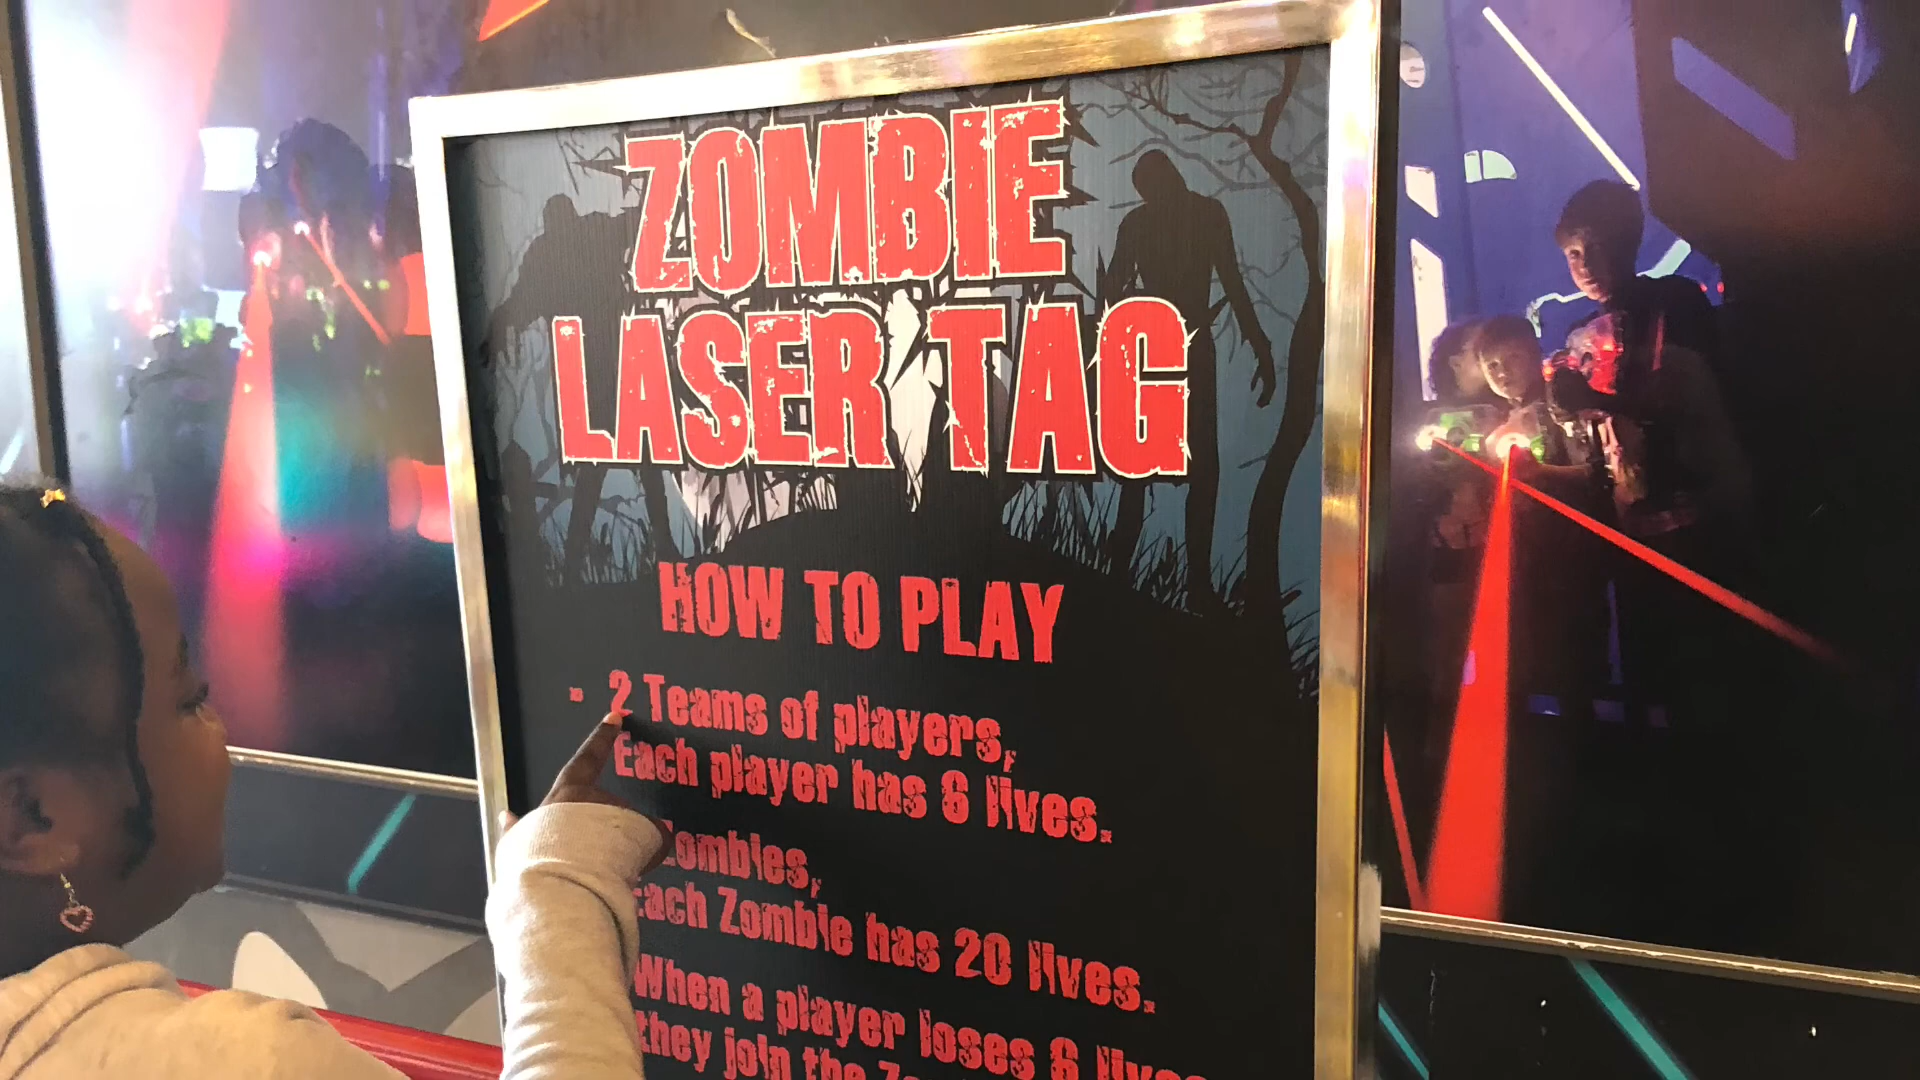 ZOMBIE
LASER TAG
HOW TO PLAY
- 2 Teams of players,
Each player has 6 lives.
Zombies,
Each Zombie has 20 lives.
When a player loses 6 lives
they join the